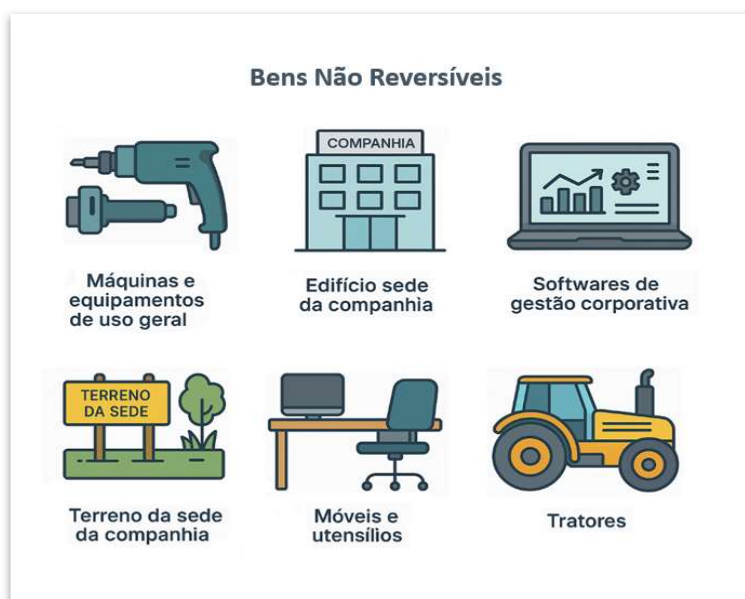 Bens Não Reversíveis
COMPANHIA
Máquinas e
equipamentos
de uso geral
Edifício sede
da companhia
Softwares de
gestão corporativa
TERRENO
DA SEDE
Terreno da sede
da companhia
Móveis e
utensílios
Tratores